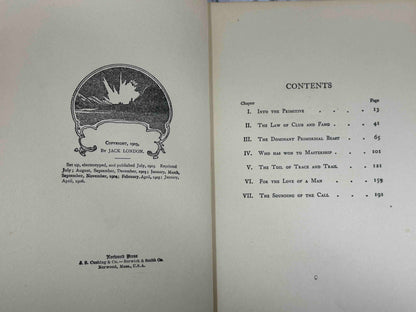 Copyright, 1903,
By JACK LONDON.
Set up, electrotyped, and published July, 1903. Reprinted
July; August, September, December, 1903; January, March,
September, November, 1904; February, April, 1905; January,
April, 1906.
Norwood Press
J. S. Cushing & Co. — Berwick & Smith Co.
Norwood, Mass., U.S.A.
CONTENTS
Chapter Page
I. Into the Primitive . . . . 13
II. The Law of Club and Fang . . . 41
III. The Dominant Primordial Beast . . . 65
IV. Who has won to Mastership . . . 101
V. The Toil of Trace and Trail . . . 121
VI. For the Love of a Man . . . . 159
VII. The Sounding of the Call . . . 192